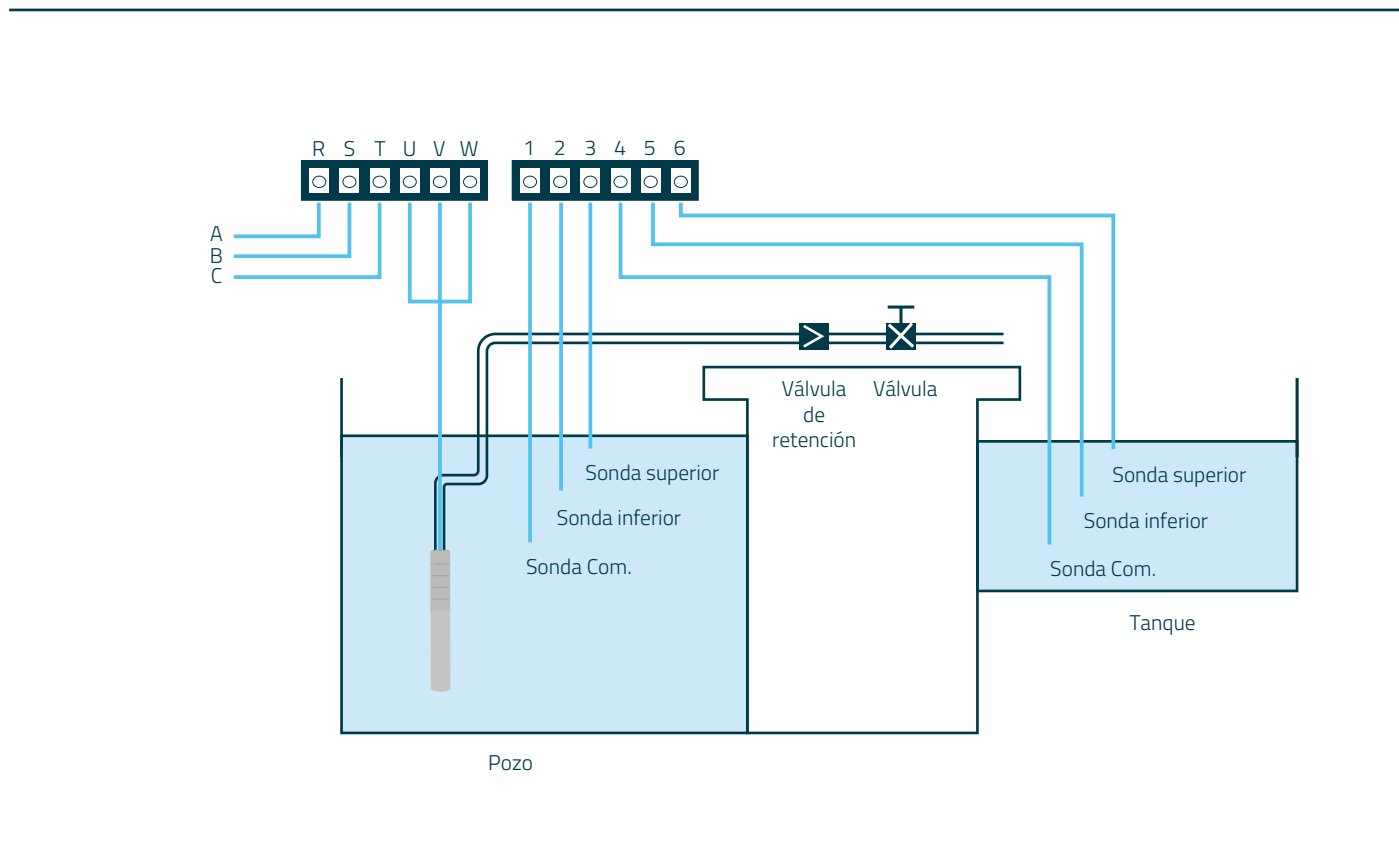 R S T U V W 1 2 3 4 5 6
A
B
C
Válvula
de
retención
Válvula
Sonda superior
Sonda inferior
Sonda Com.
Sonda superior
Sonda inferior
Sonda Com.
Tanque
Pozo